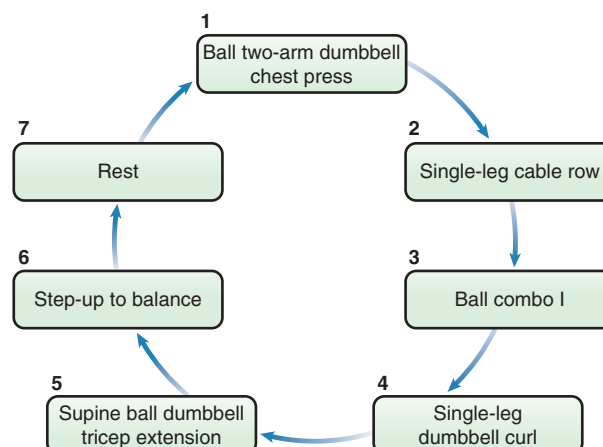 1
Ball two-arm dumbbell
chest press
2
Single-leg cable row
3
Ball combo I
4
Single-leg
dumbbell curl
5
Supine ball dumbbell
tricep extension
6
Step-up to balance
7
Rest